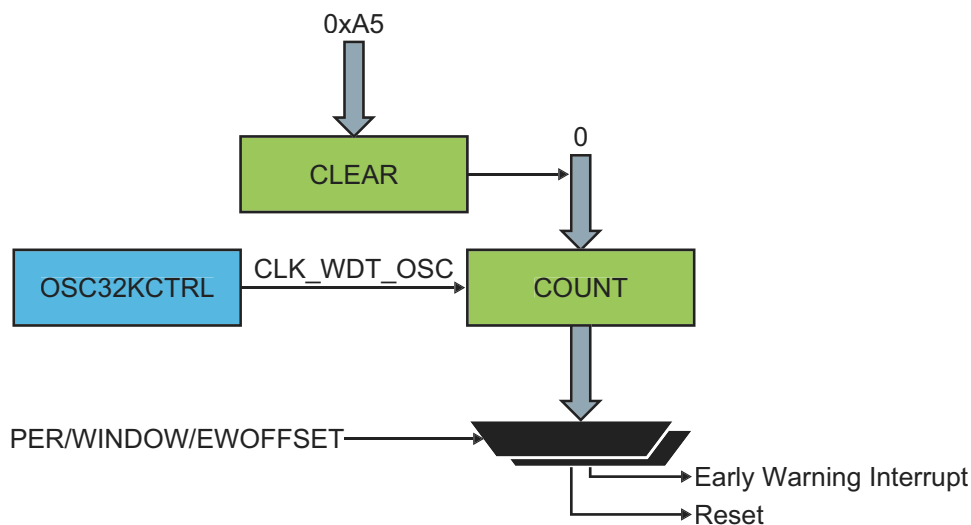 0xA5
0
CLEAR
OSC32KCTRL
CLK_WDT_OSC
COUNT
PER/WINDOW/EWOFFSET
Early Warning Interrupt
Reset